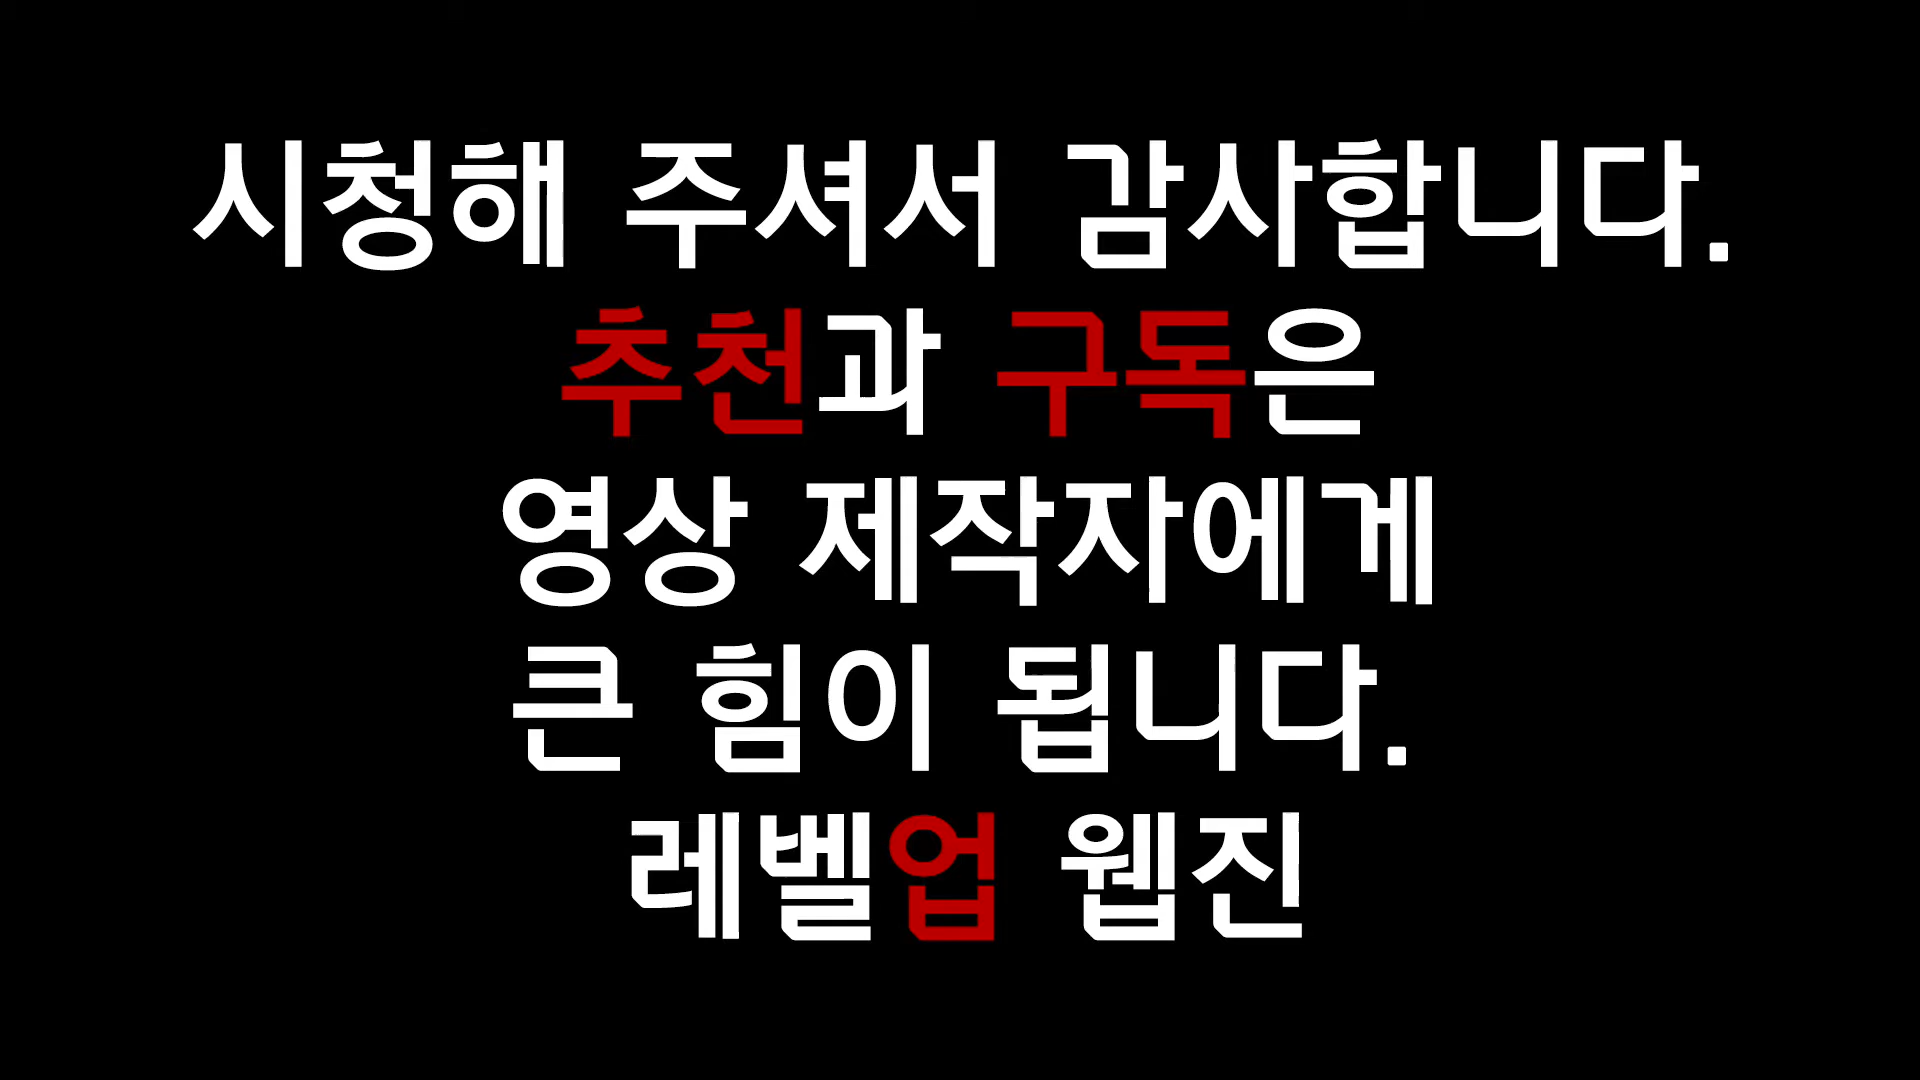 시청해 주셔서 감사합니다.
추천과 구독은
영상 제작자에게
큰 힘이 됩니다.
레벨업 웹진